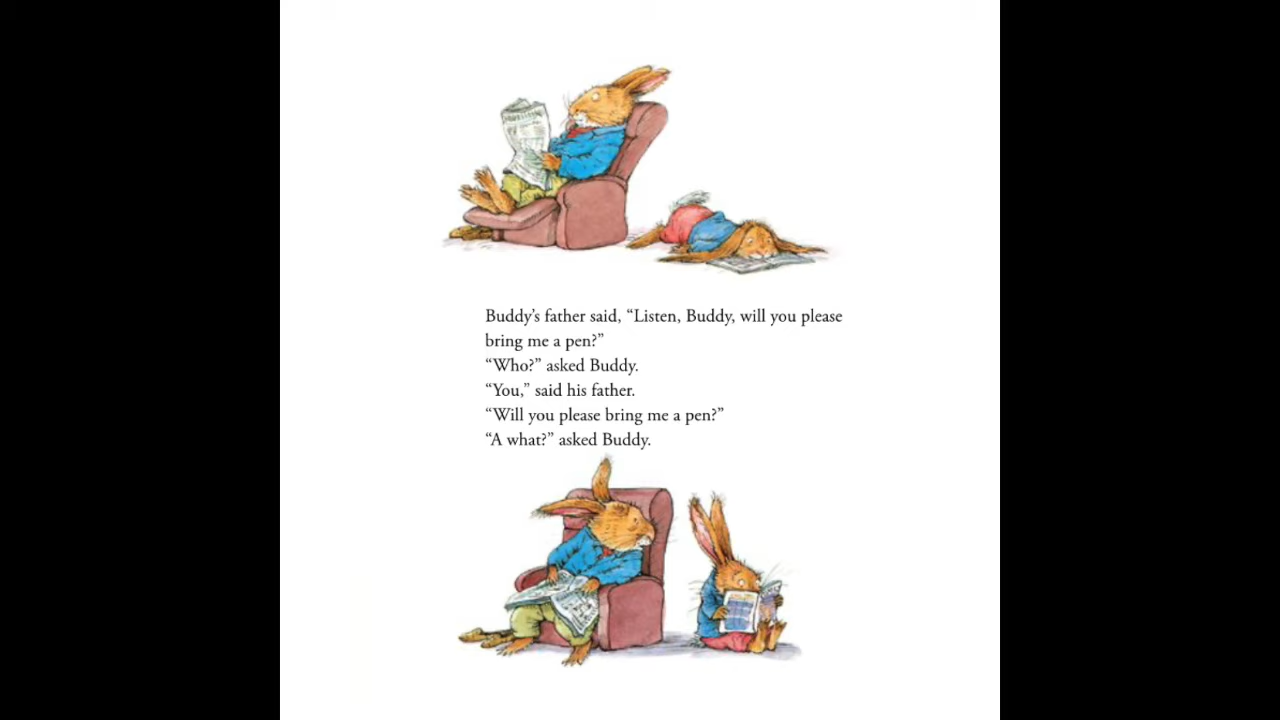 Buddy’s father said, “Listen, Buddy, will you please
bring me a pen?”
“Who?” asked Buddy.
“You,” said his father.
“Will you please bring me a pen?”
“A what?” asked Buddy.